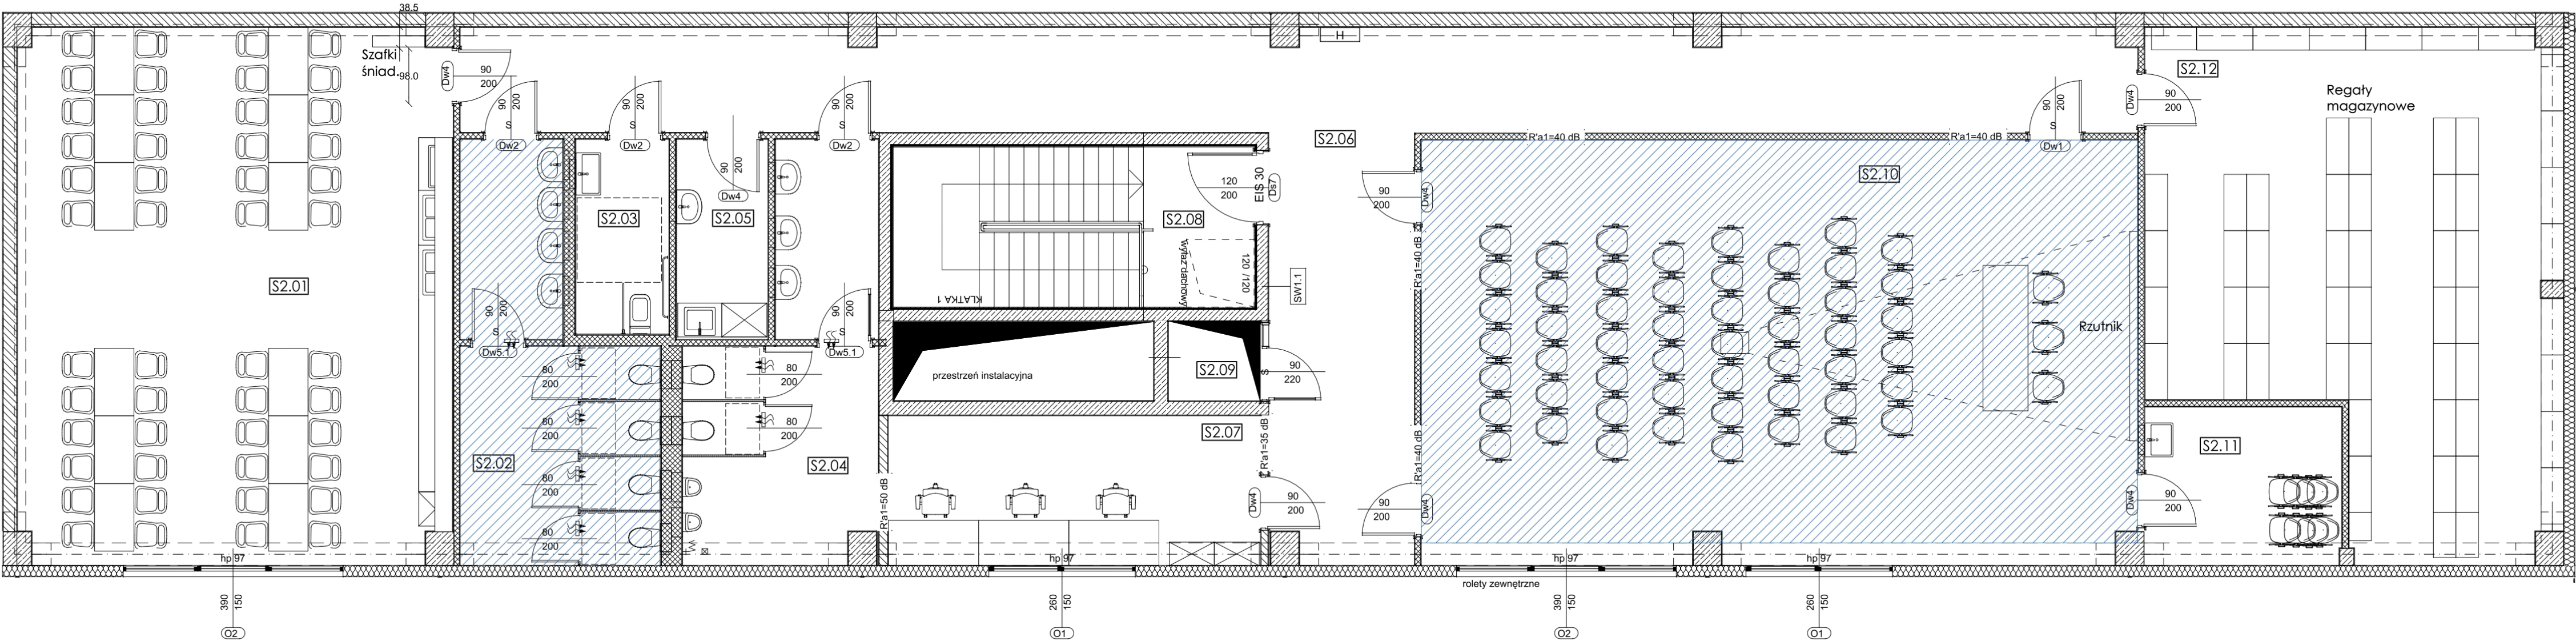 38.5
Szafki
śniad.
98.0
Dw4
90
200
90
200
S
Dw2
90
200
Dw2
90
200
S
Dw2
H
S2.12
Dw4
90
200
Regały
magazynowe
90
200
S
Dw1
R'a1=40 dB
R'a1=40 dB
S2.06
S2.10
90
200
Dw4
S2.05
S2.03
120
200
EIS 30
Ds7
S2.08
90
200
Dw4
wyłaz dachowy
120 /120
SW1.1
KLATKA 1
R'a1=40 dB
S2.01
Rzutnik
90
200
S
Dw5.1
90
200
S
Dw5.1
80
200
80
200
80
200
80
200
80
200
80
200
przestrzeń instalacyjna
S2.09
S
90
220
S2.02
S2.04
S2.07
R'a1=35 dB
R'a1=40 dB
R'a1=50 dB
S2.11
Dw4
90
200
90
200
Dw4
Dw4
90
200
hp 97
hp 97
hp 97
hp 97
rolety zewnętrzne
390
150
260
150
390
150
260
150
O2
O1
O2
O1